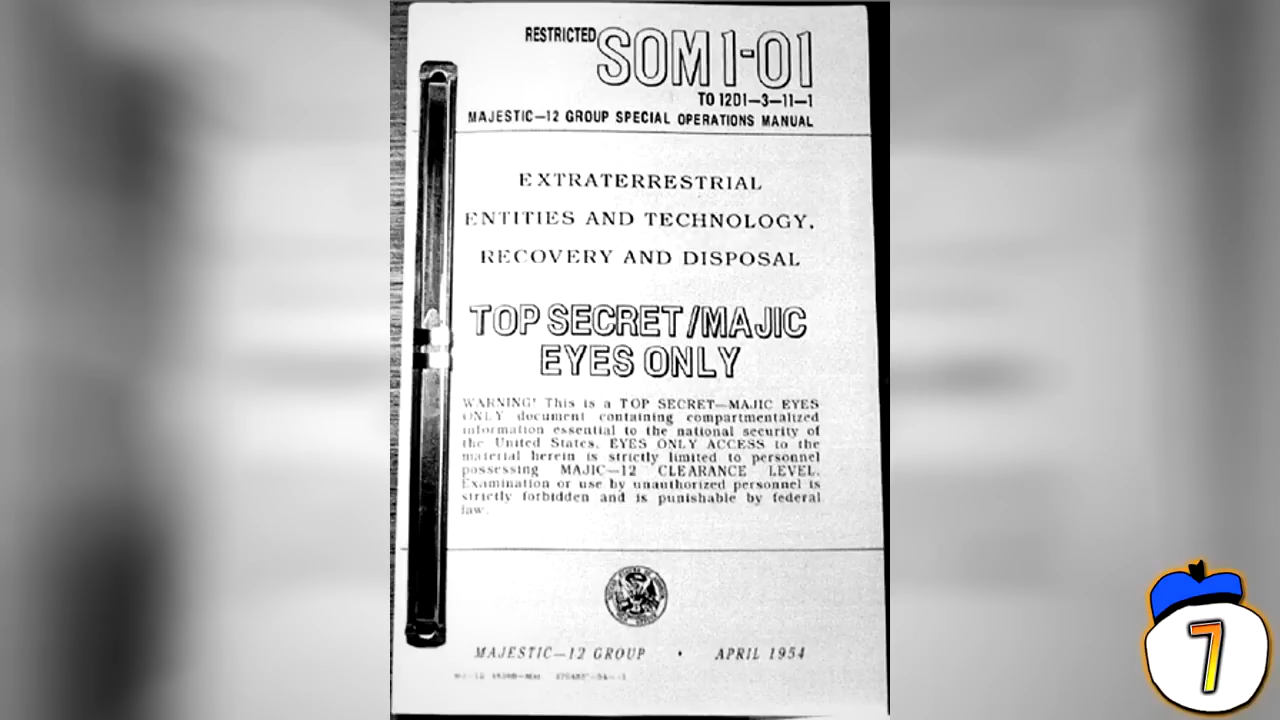 RESTRICTED SOM 1-01
TO 12D1—3—11—1
MAJESTIC—12 GROUP SPECIAL OPERATIONS MANUAL
EXTRATERRESTRIAL
ENTITIES AND TECHNOLOGY,
RECOVERY AND DISPOSAL
TOP SECRET/MAJIC
EYES ONLY
WARNING! This is a TOP SECRET—MAJIC EYES
ONLY document containing compartmentalized
information essential to the national security of
the United States. EYES ONLY ACCESS to the
material herein is strictly limited to personnel
possessing MAJIC—12 CLEARANCE LEVEL.
Examination or use by unauthorized personnel is
strictly forbidden and is punishable by federal
law.
MAJESTIC—12 GROUP • APRIL 1954
7